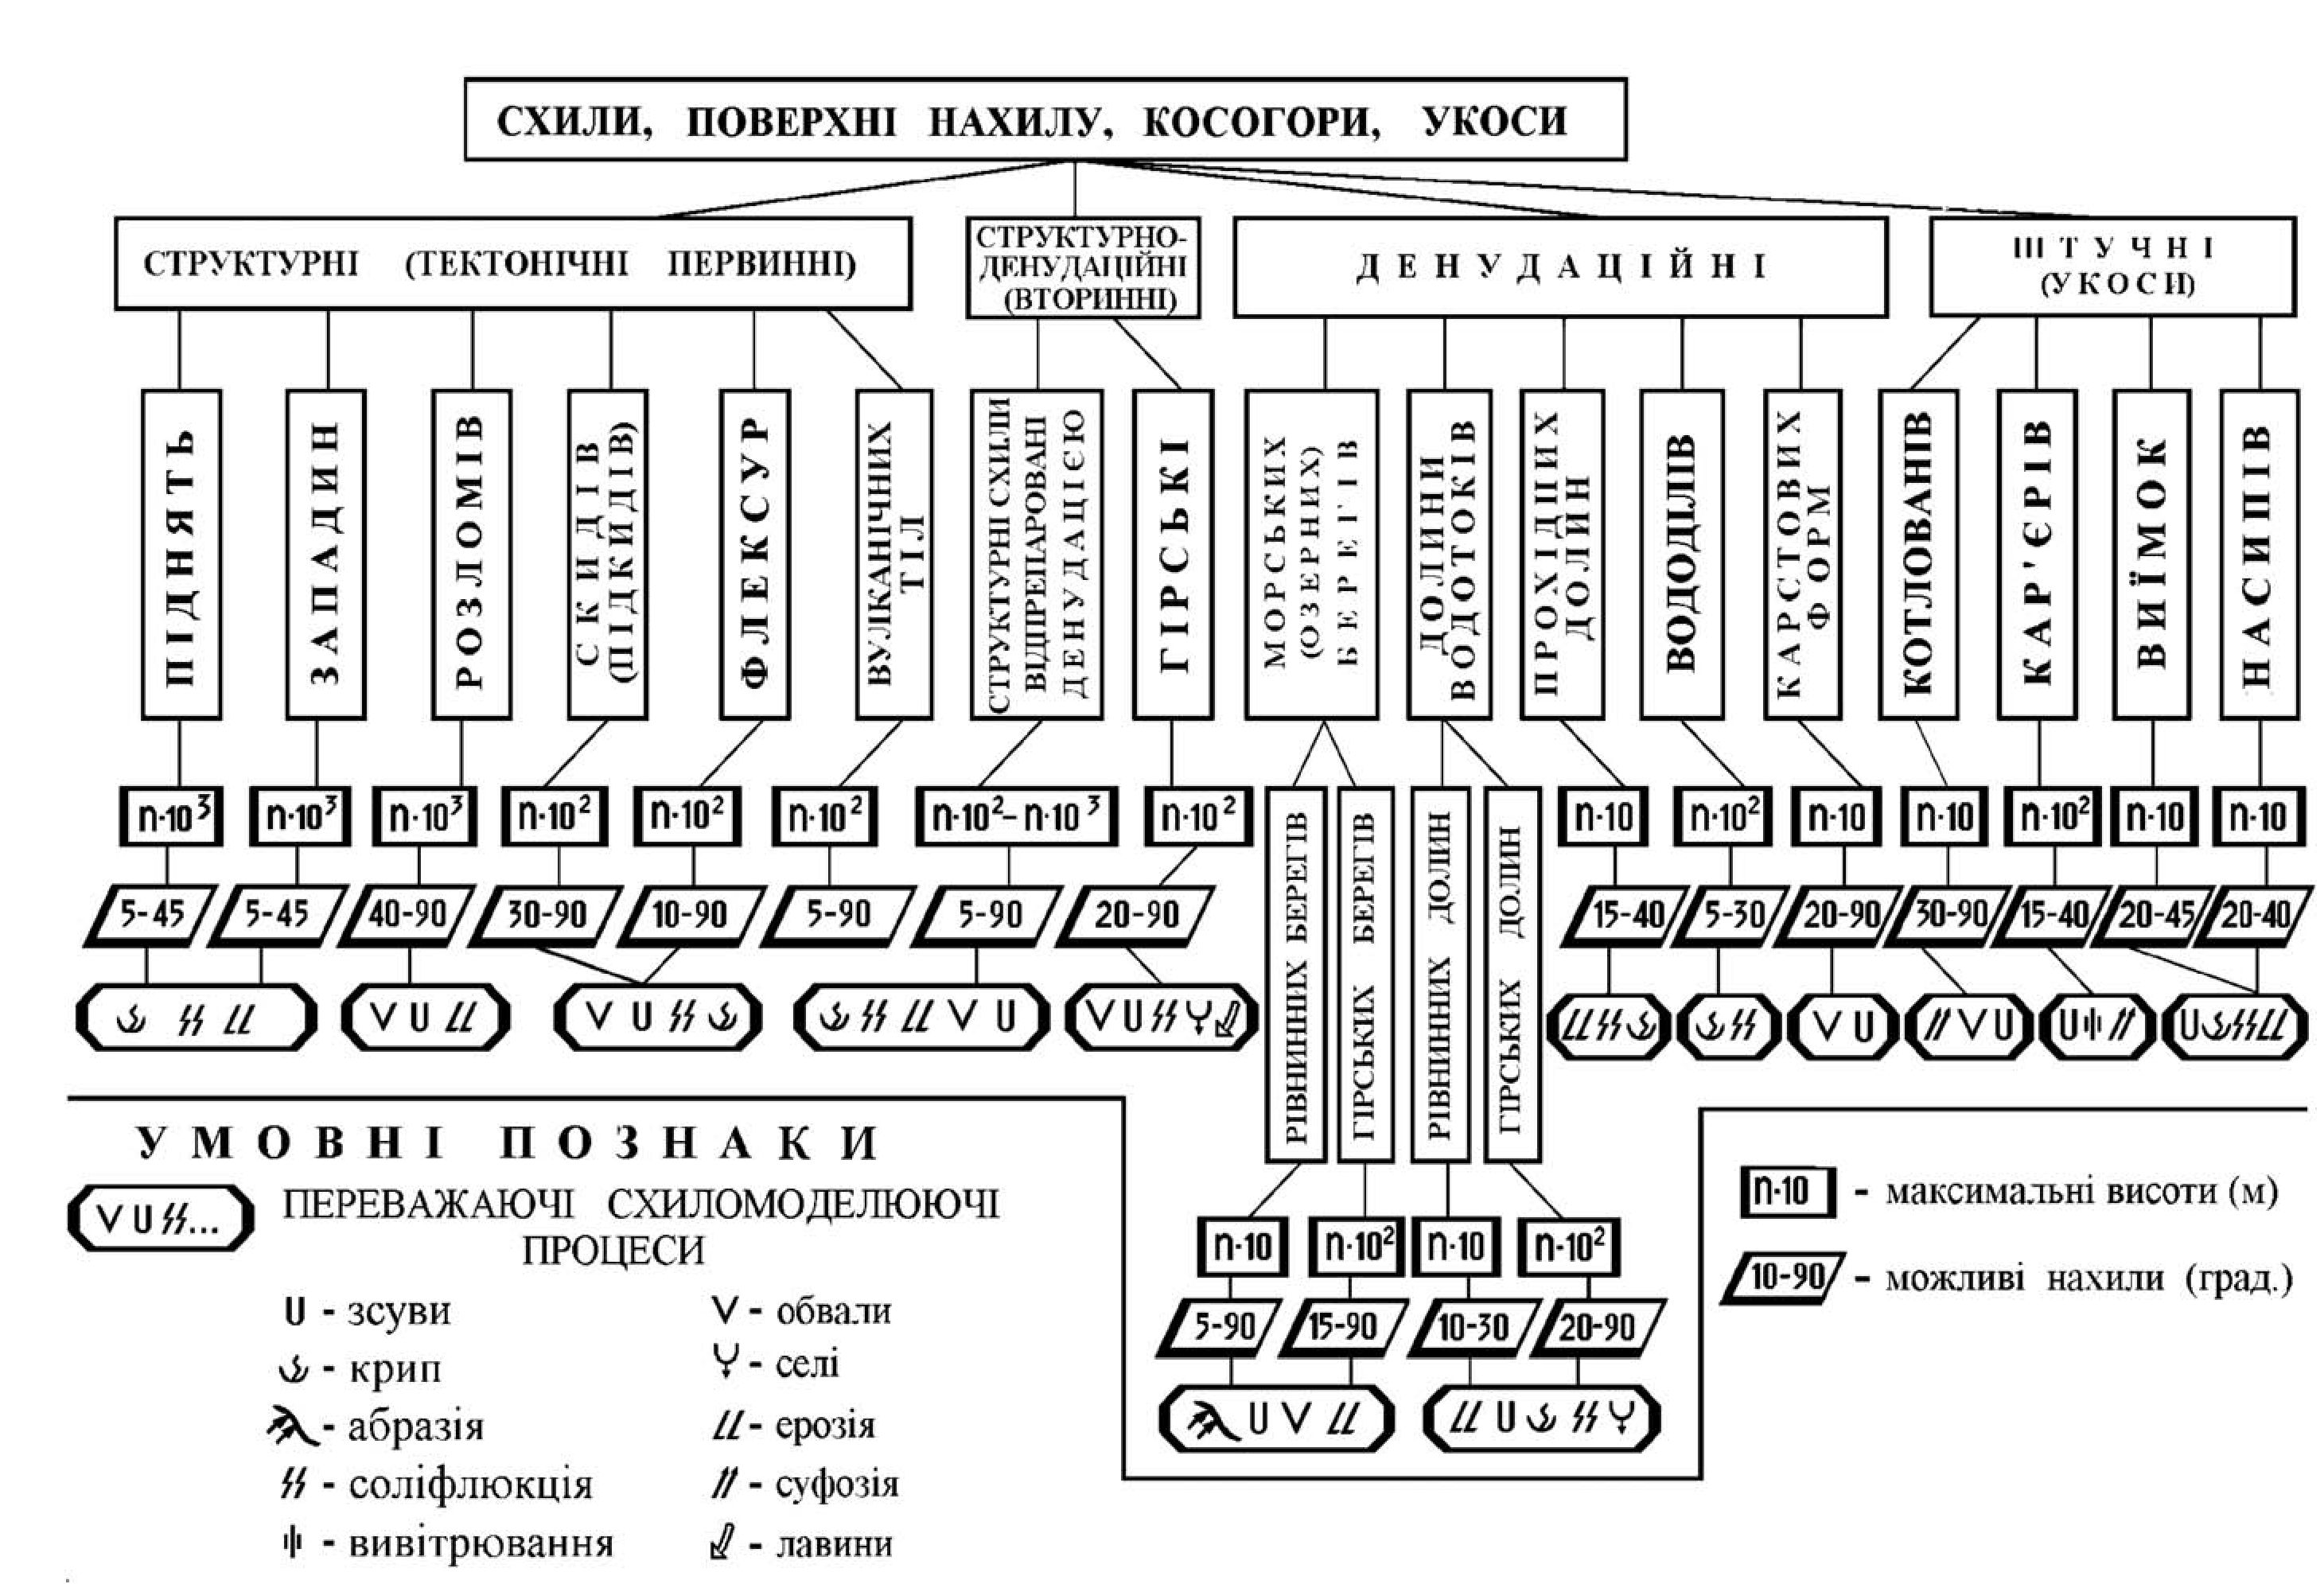 СХИЛИ, ПОВЕРХНІ НАХИЛУ, КОСОГОРИ, УКОСИ
СТРУКТУРНІ (ТЕКТОНІЧНІ ПЕРВИННІ)
СТРУКТУРНО-
ДЕНУДАЦІЙНІ
(ВТОРИННІ)
ДЕНУДАЦІЙНІ
ШТУЧНІ
(УКОСИ)
ПІДНЯТЬ
ЗАПАДИН
РОЗЛОМІВ
СКИДІВ
(ПІДКИДІВ)
ФЛЕКСУР
ВУЛКАНІЧНИХ
ТІЛ
СТРУКТУРНІ СХИЛИ
ВІДПРЕПАРОВАНІ
ДЕНУДАЦІЄЮ
ГІРСЬКІ
МОРСЬКИХ
(ОЗЕРНИХ)
БЕРЕГІВ
ДОЛИНИ
ВОДОТОКІВ
ПРОХІДНИХ
ДОЛИН
ВОДОДІЛІВ
КАРСТОВИХ
ФОРМ
КОТЛОВАНІВ
КАР'ЄРІВ
ВИЇМОК
НАСИПІВ
n·10³
n·10³
n·10³
n·10²
n·10²
n·10²
n·10²– n·10³
n·10²
РІВНИННИХ БЕРЕГІВ
ГІРСЬКИХ БЕРЕГІВ
РІВНИННИХ ДОЛИН
ГІРСЬКИХ ДОЛИН
n·10
n·10²
n·10
n·10
n·10²
n·10
n·10
5-45
5-45
40-90
30-90
10-90
5-90
5-90
20-90
15-40
5-30
20-90
30-90
15-40
20-45
20-40
n·10
n·10²
n·10
n·10²
5-90
15-90
10-30
20-90
УМОВНІ ПОЗНАКИ
ПЕРЕВАЖАЮЧІ СХИЛОМОДЕЛЮЮЧІ
ПРОЦЕСИ
- зсуви
- крип
- абразія
- соліфлюкція
- вивітрювання
- обвали
- селі
- ерозія
- суфозія
- лавини
n·10 - максимальні висоти (м)
10-90 - можливі нахили (град.)